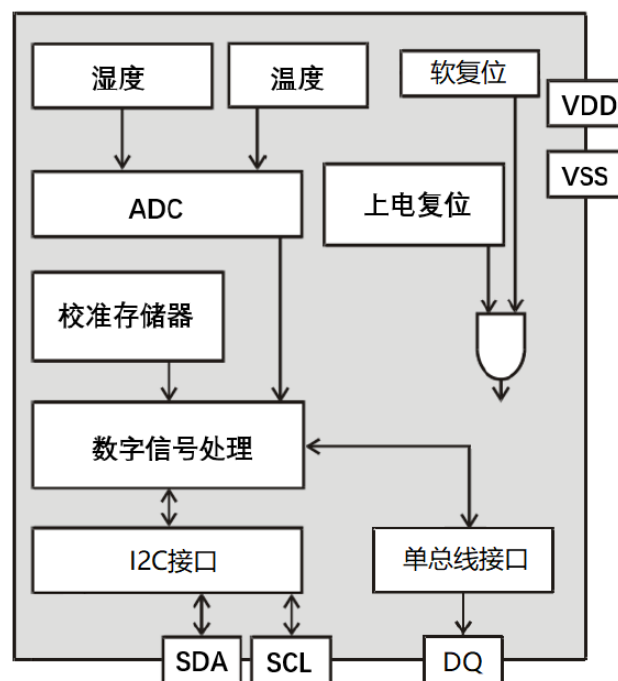 湿度
温度
软复位
VDD
VSS
ADC
上电复位
校准存储器
数字信号处理
I2C接口
单总线接口
SDA
SCL
DQ